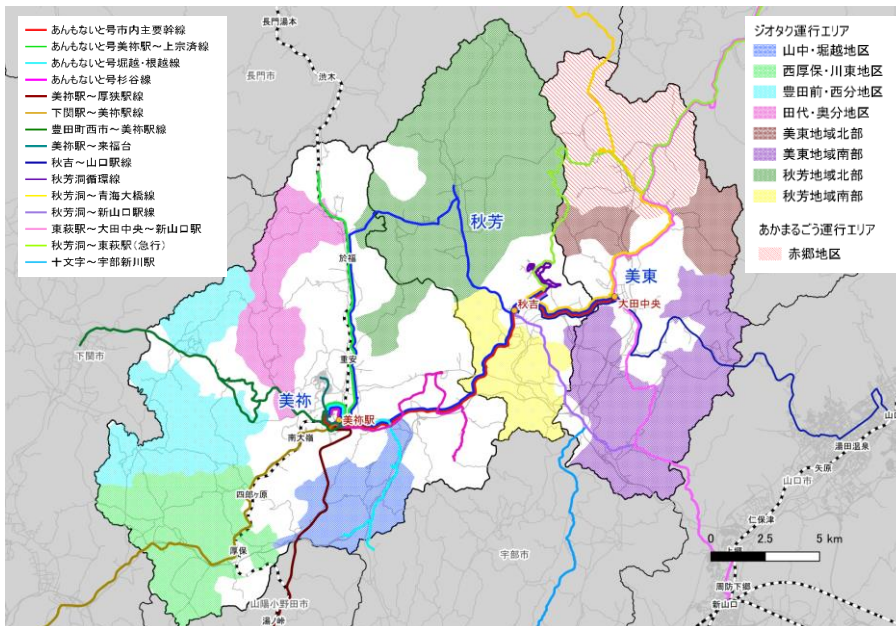 あんもないと号市内主要幹線
あんもないと号美祢駅～上宗済線
あんもないと号堀越・根越線
あんもないと号杉谷線
美祢駅～厚狭駅線
下関駅～美祢駅線
豊田町西市～美祢駅線
美祢駅～来福台
秋吉～山口駅線
秋芳洞循環線
秋芳洞～青海大橋線
秋芳洞～新山口駅線
東萩駅～大田中央～新山口駅
秋芳洞～東萩駅（急行）
十文字～宇部新川駅
ジオタク運行エリア
山中・堀越地区
西厚保・川東地区
豊田前・西分地区
田代・奥分地区
美東地域北部
美東地域南部
秋芳地域北部
秋芳地域南部
あかまるごう運行エリア
赤郷地区
長門湯本
長門市
渋木
秋芳
於福
美東
秋吉
大田中央
下関市
重安
美祢
美祢駅
南大嶺
四郎ヶ原
厚保
山陽小野田市
湯ノ峠
宇部市
湯田温泉
矢原
山口市
仁保津
0 2.5 5 km
上郷
周防下郷
新山口